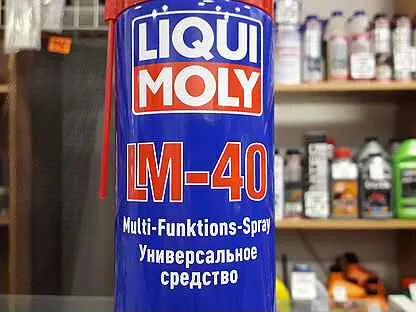 LIQUI
MOLY
LM-40
Multi-Funktions-Spray
Универсальное
средство